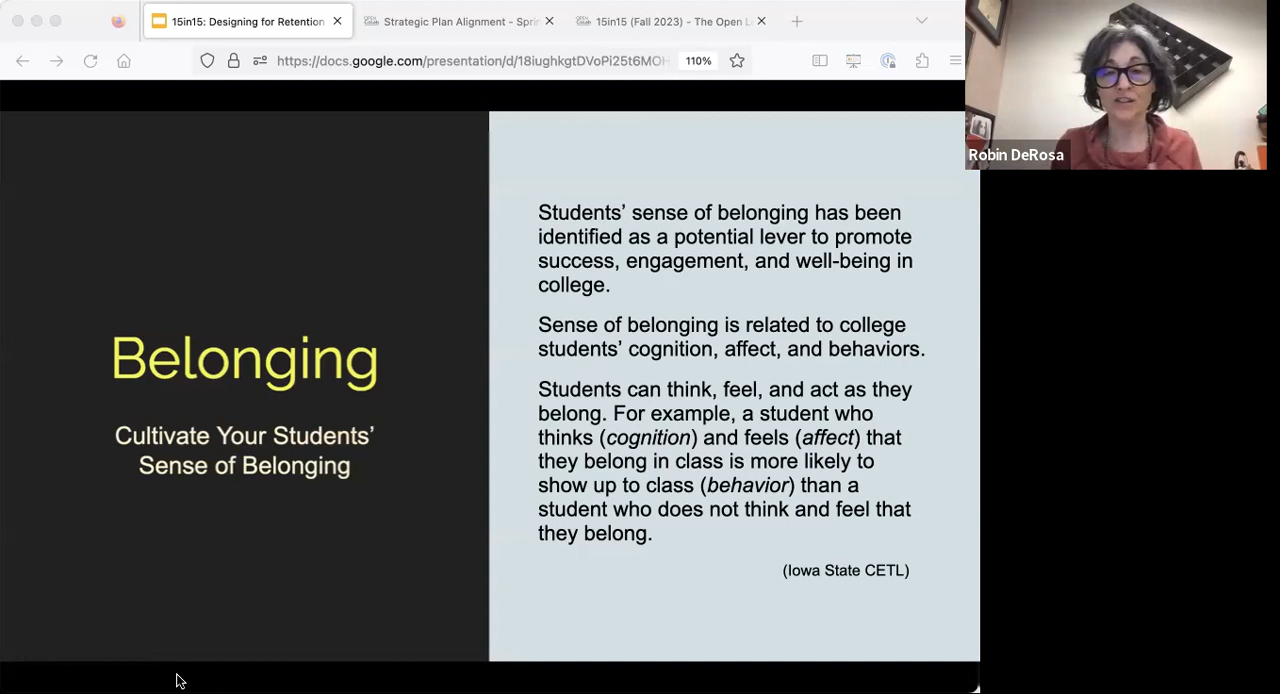 15in15: Designing for Retention
Strategic Plan Alignment - Sprin
15in15 (Fall 2023) - The Open Le
https://docs.google.com/presentation/d/18iughkgtDVoPi25t6MOH
110%
Robin DeRosa
Belonging
Cultivate Your Students’
Sense of Belonging
Students’ sense of belonging has been
identified as a potential lever to promote
success, engagement, and well-being in
college.
Sense of belonging is related to college
students’ cognition, affect, and behaviors.
Students can think, feel, and act as they
belong. For example, a student who
thinks (cognition) and feels (affect) that
they belong in class is more likely to
show up to class (behavior) than a
student who does not think and feel that
they belong.
(Iowa State CETL)